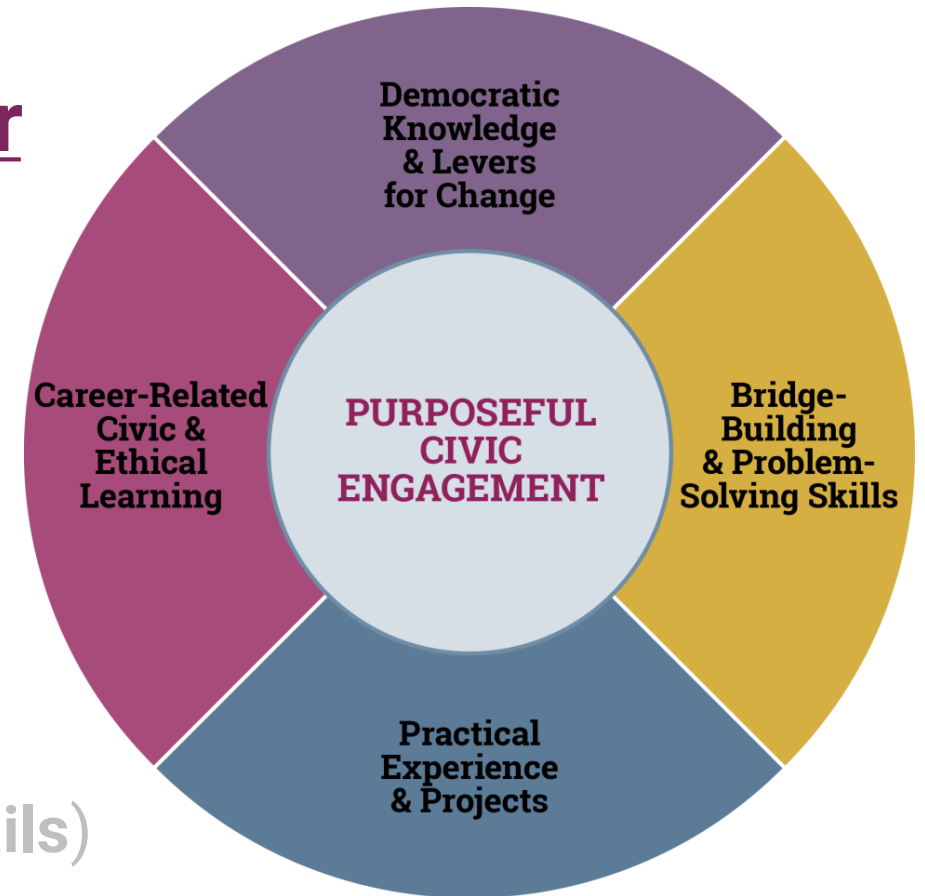 r
Democratic
Knowledge
& Levers
for Change
Career-Related
Civic &
Ethical
Learning
PURPOSEFUL
CIVIC
ENGAGEMENT
Bridge-
Building
& Problem-
Solving Skills
Practical
Experience
& Projects
ils)